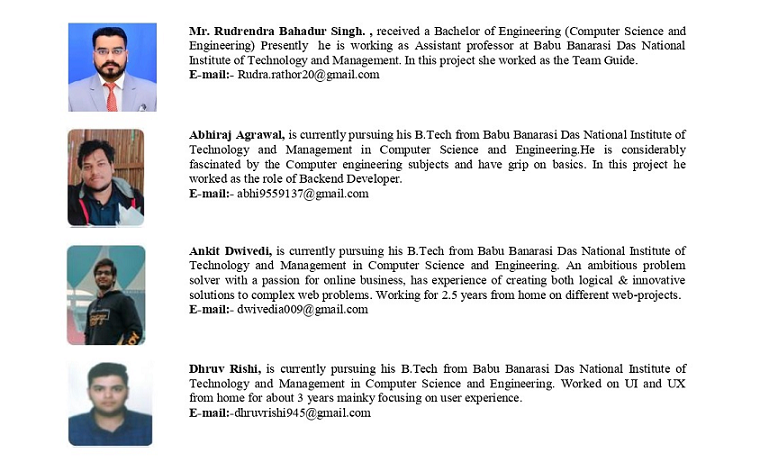 Mr. Rudrendra Bahadur Singh. , received a Bachelor of Engineering (Computer Science and
Engineering) Presently he is working as Assistant professor at Babu Banarasi Das National
Institute of Technology and Management. In this project she worked as the Team Guide.
E-mail:- Rudra.rathor20@gmail.com
Abhiraj Agrawal, is currently pursuing his B.Tech from Babu Banarasi Das National Institute of
Technology and Management in Computer Science and Engineering.He is considerably
fascinated by the Computer engineering subjects and have grip on basics. In this project he
worked as the role of Backend Developer.
E-mail:- abhi9559137@gmail.com
Ankit Dwivedi, is currently pursuing his B.Tech from Babu Banarasi Das National Institute of
Technology and Management in Computer Science and Engineering. An ambitious problem
solver with a passion for online business, has experience of creating both logical & innovative
solutions to complex web problems. Working for 2.5 years from home on different web-projects.
E-mail:- dwivedia009@gmail.com
Dhruv Rishi, is currently pursuing his B.Tech from Babu Banarasi Das National Institute of
Technology and Management in Computer Science and Engineering. Worked on UI and UX
from home for about 3 years mainky focusing on user experience.
E-mail:-dhruvrishi945@gmail.com